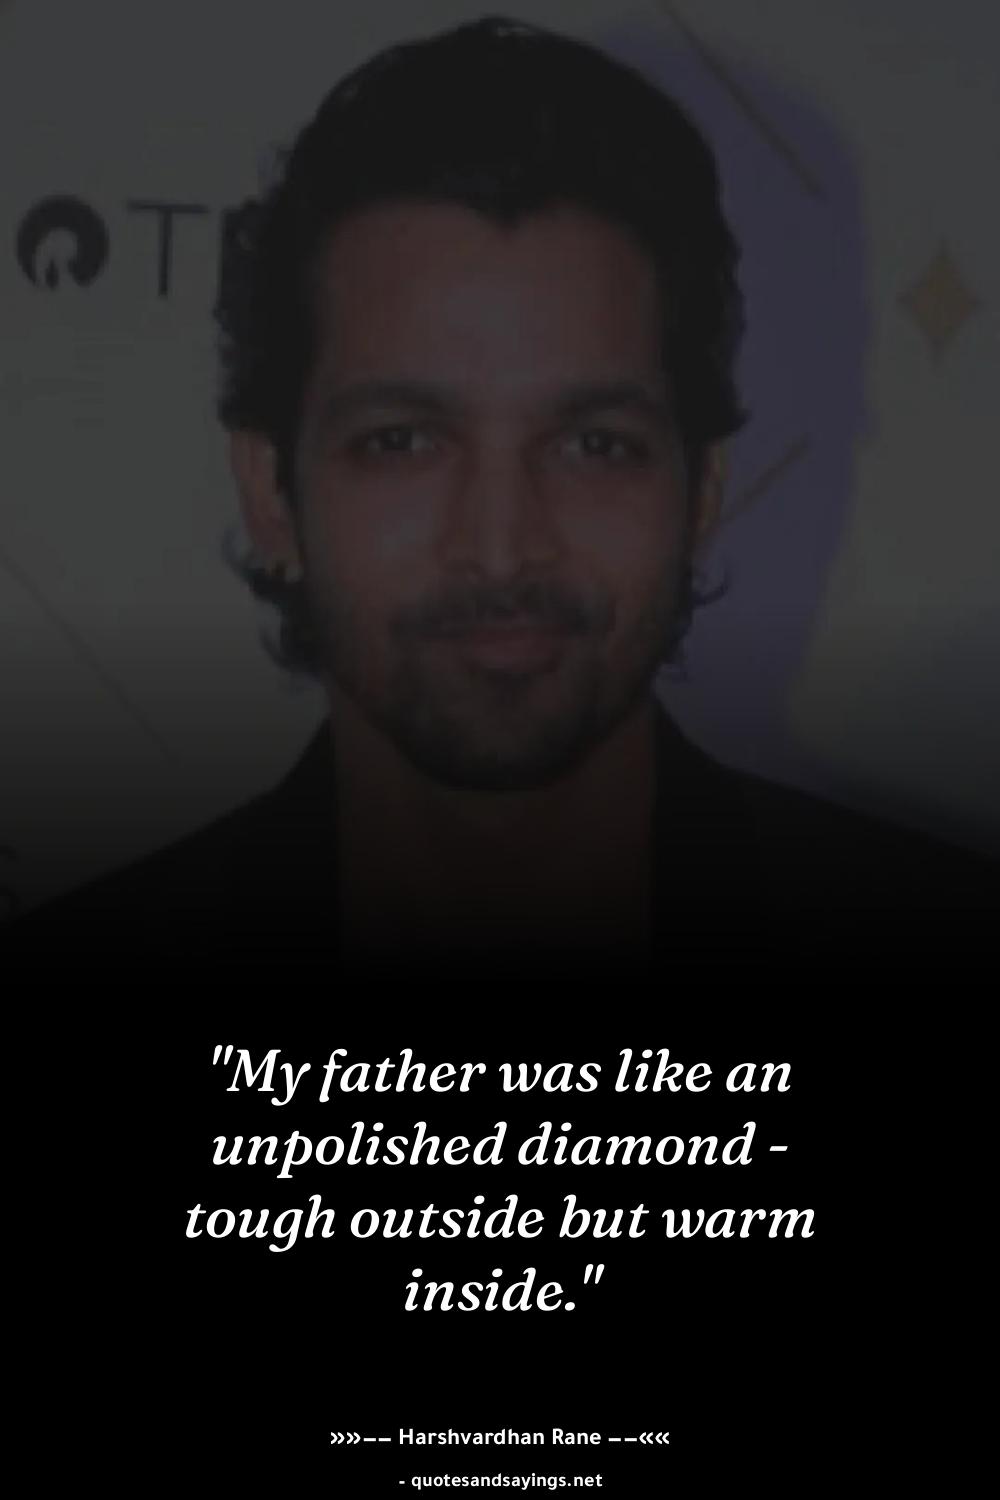 T
"My father was like an
unpolished diamond -
tough outside but warm
inside."
»»−− Harshvardhan Rane −−««
- quotesandsayings.net